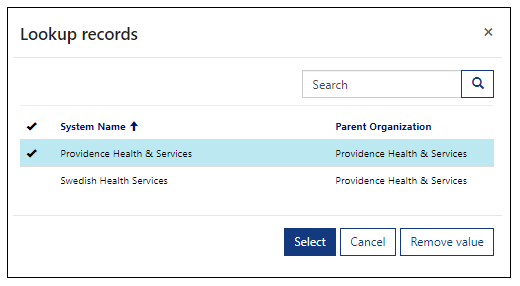 Lookup records
×
Search
System Name Parent Organization
Providence Health & Services Providence Health & Services
Swedish Health Services Providence Health & Services
Select Cancel Remove value